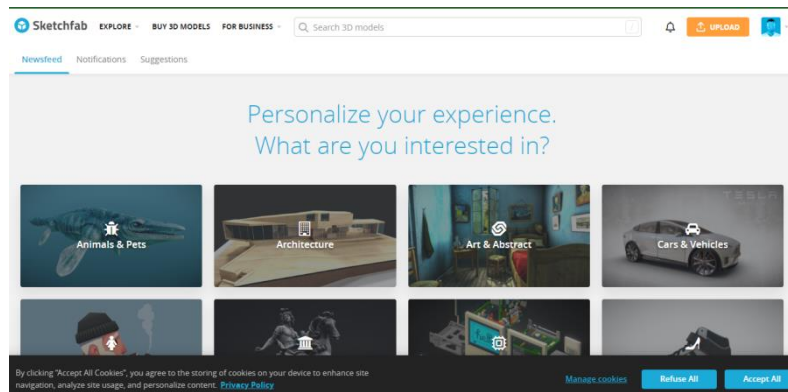 Sketchfab EXPLORE BUY 3D MODELS FOR BUSINESS Search 3D models / UPLOAD
Newsfeed Notifications Suggestions
Personalize your experience.
What are you interested in?
TESLA
Animals & Pets Architecture Art & Abstract Cars & Vehicles
By clicking "Accept All Cookies", you agree to the storing of cookies on your device to enhance site
navigation, analyze site usage, and personalize content. Privacy Policy
Manage cookies Refuse All Accept All